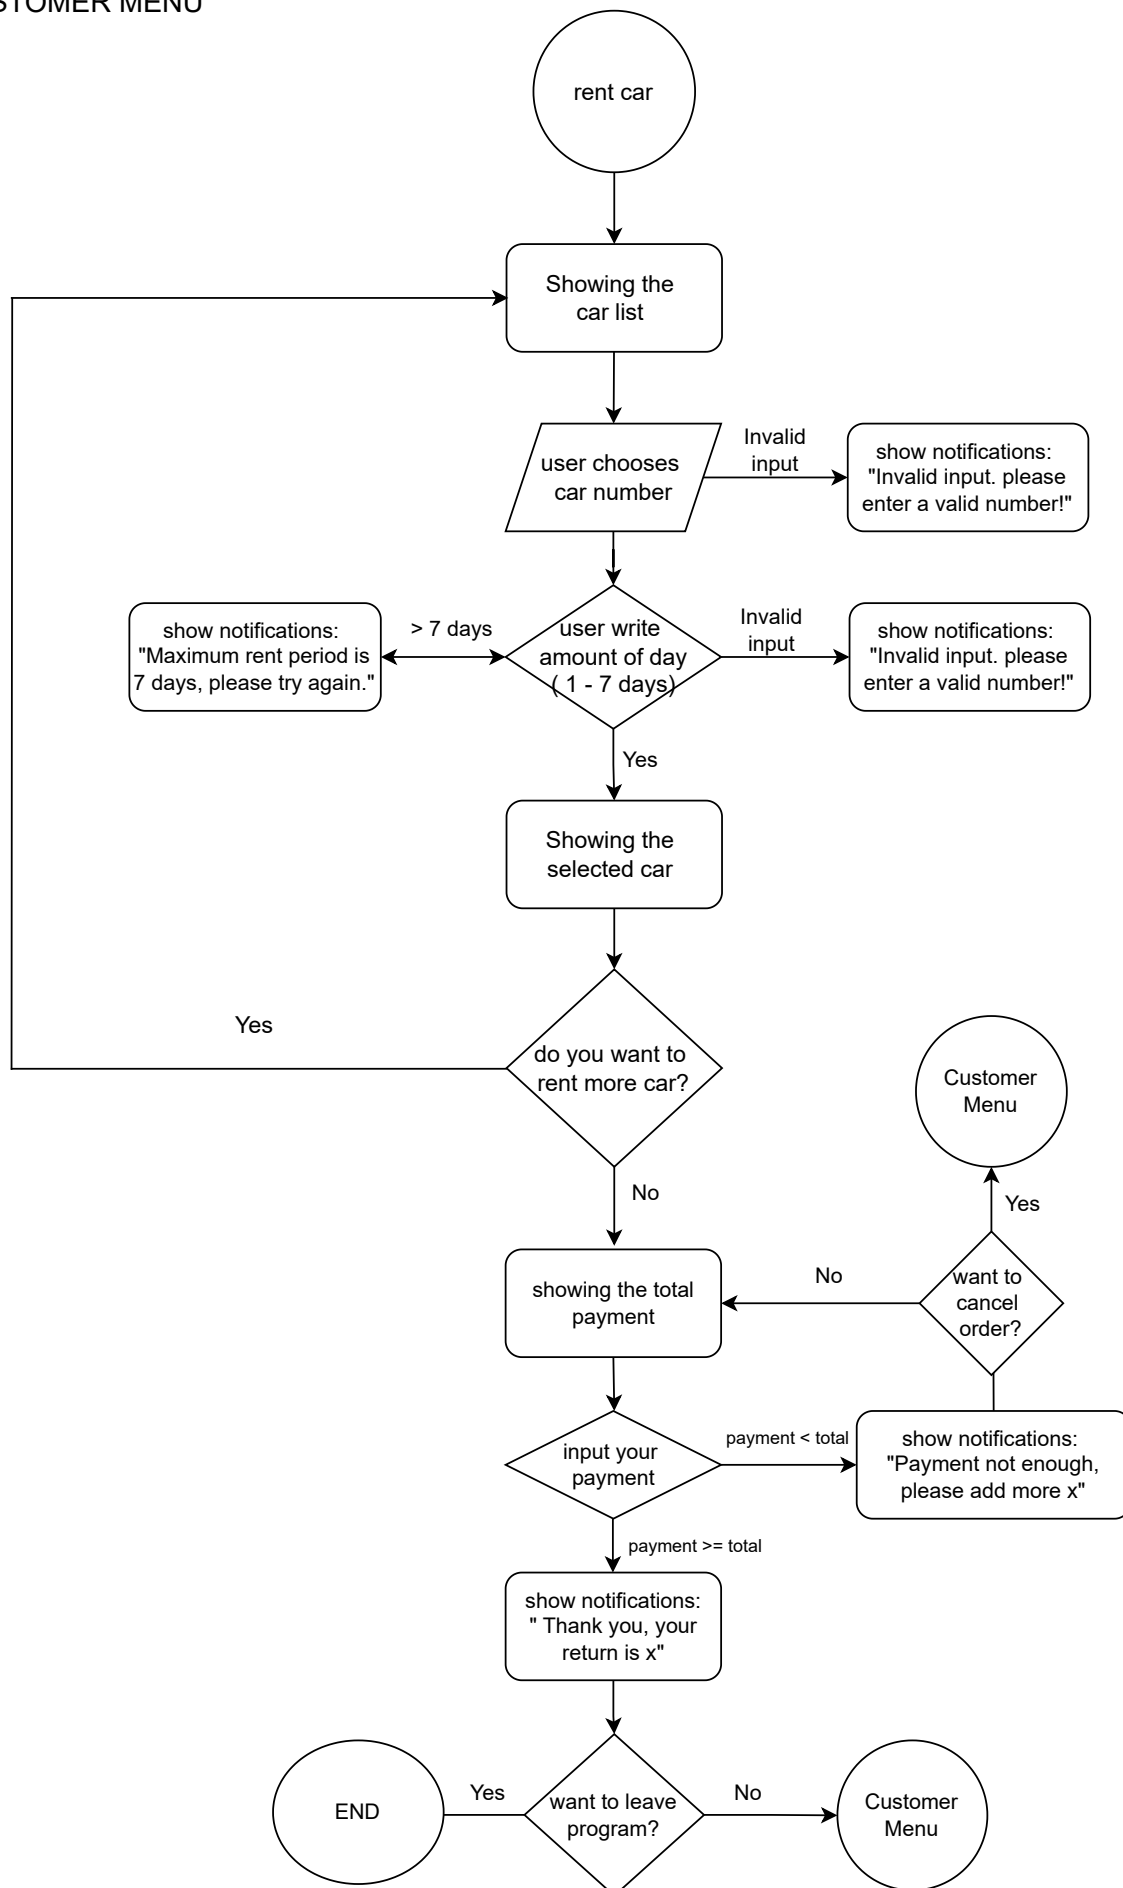 STOMER MENU
rent car
Showing the
car list
user chooses
car number
Invalid
input
show notifications:
"Invalid input. please
enter a valid number!"
show notifications:
"Maximum rent period is
7 days, please try again."
> 7 days
user write
amount of day
( 1 - 7 days)
Invalid
input
show notifications:
"Invalid input. please
enter a valid number!"
Yes
Showing the
selected car
Yes
do you want to
rent more car?
Customer
Menu
No
Yes
showing the total
payment
No
want to
cancel
order?
input your
payment
payment < total
show notifications:
"Payment not enough,
please add more x"
payment >= total
show notifications:
" Thank you, your
return is x"
END
Yes
want to leave
program?
No
Customer
Menu